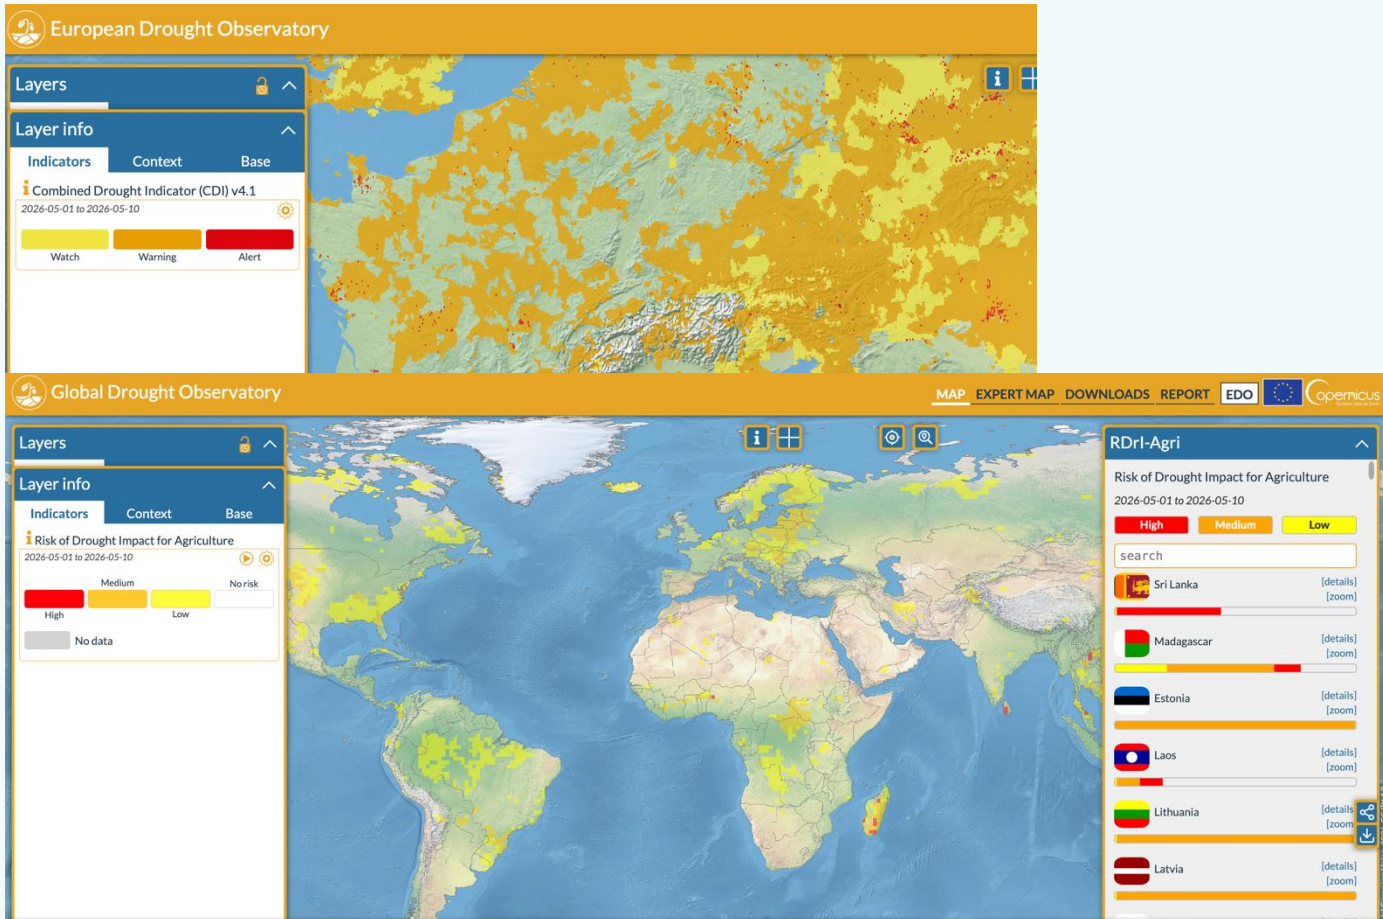 European Drought Observatory
Layers
Layer info
Indicators Context Base
Combined Drought Indicator (CDI) v4.1
2026-05-01 to 2026-05-10
Watch Warning Alert
Global Drought Observatory
MAP EXPERT MAP DOWNLOADS REPORT EDO opernicus
Layers
Layer info
Indicators Context Base
Risk of Drought Impact for Agriculture
2026-05-01 to 2026-05-10
Medium No risk
High Low
No data
RDrI-Agri
Risk of Drought Impact for Agriculture
2026-05-01 to 2026-05-10
High Medium Low
search
Sri Lanka [details]
[zoom]
Madagascar [details]
[zoom]
Estonia [details]
[zoom]
Laos [details]
[zoom]
Lithuania [details
[zoom
Latvia [details]
[zoom]